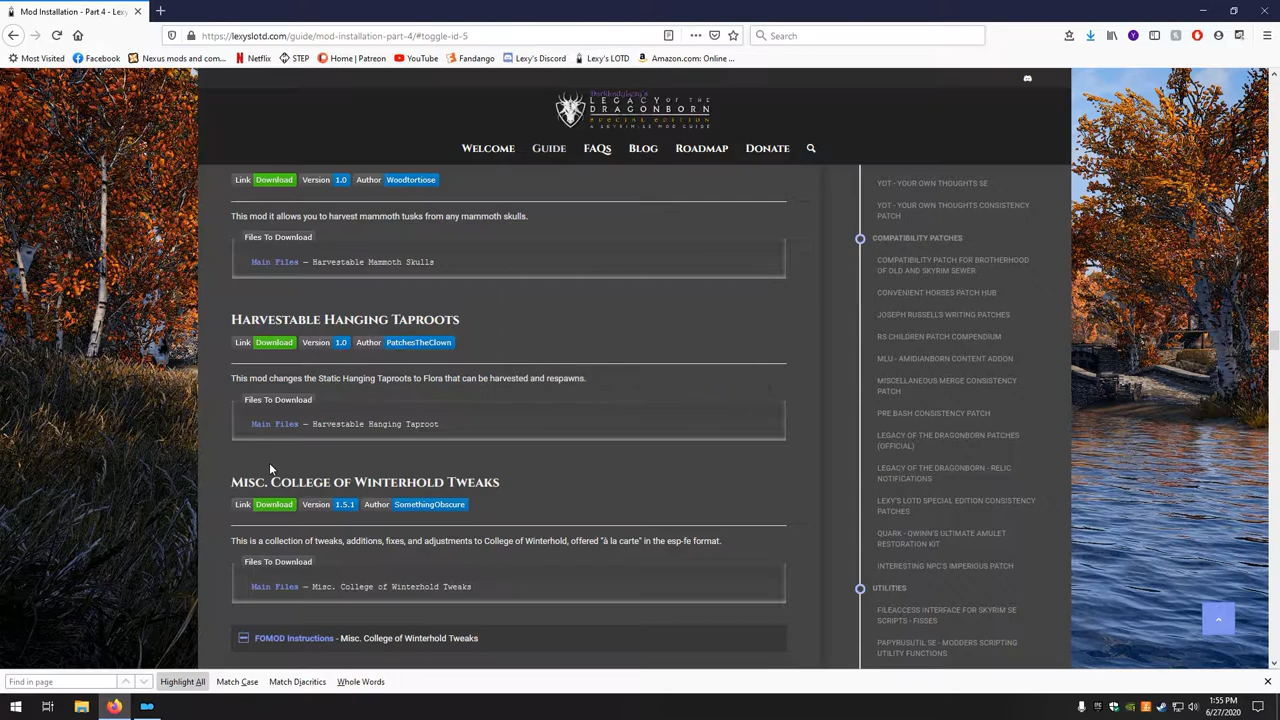 Mod Installation - Part 4 - Lex
https://lexyslotd.com/guide/mod-installation-part-4/#toggle-id-5
Search
Most Visited
Facebook
Nexus mods and com...
Netflix
STEP
Home | Patreon
YouTube
Fandango
Lexy's Discord
Lexy's LOTD
Amazon.com: Online ...
DarkladyLexy's
LEGACY OF THE
DRAGONBORN
SPECIAL EDITION
A SKYRIM:SE MOD GUIDE
WELCOME GUIDE FAQS BLOG ROADMAP DONATE
Link Download Version 1.0 Author Woodtortiose
This mod it allows you to harvest mammoth tusks from any mammoth skulls.
Files To Download
Main Files – Harvestable Mammoth Skulls
HARVESTABLE HANGING TAPROOTS
Link Download Version 1.0 Author PatchesTheClown
This mod changes the Static Hanging Taproots to Flora that can be harvested and respawns.
Files To Download
Main Files – Harvestable Hanging Taproot
MISC. COLLEGE OF WINTERHOLD TWEAKS
Link Download Version 1.5.1 Author SomethingObscure
This is a collection of tweaks, additions, fixes, and adjustments to College of Winterhold, offered "à la carte" in the esp-fe format.
Files To Download
Main Files – Misc. College of Winterhold Tweaks
FOMOD Instructions - Misc. College of Winterhold Tweaks
YOT - YOUR OWN THOUGHTS SE
YOT - YOUR OWN THOUGHTS CONSISTENCY
PATCH
COMPATIBILITY PATCHES
COMPATIBILITY PATCH FOR BROTHERHOOD
OF OLD AND SKYRIM SEWER
CONVENIENT HORSES PATCH HUB
JOSEPH RUSSELL'S WRITING PATCHES
RS CHILDREN PATCH COMPENDIUM
MLU - AMIDIANBORN CONTENT ADDON
MISCELLANEOUS MERGE CONSISTENCY
PATCH
PRE BASH CONSISTENCY PATCH
LEGACY OF THE DRAGONBORN PATCHES
(OFFICIAL)
LEGACY OF THE DRAGONBORN - RELIC
NOTIFICATIONS
LEXY'S LOTD SPECIAL EDITION CONSISTENCY
PATCHES
QUARK - QWINN'S ULTIMATE AMULET
RESTORATION KIT
INTERESTING NPC'S IMPERIOUS PATCH
UTILITIES
FILEACCESS INTERFACE FOR SKYRIM SE
SCRIPTS - FISSES
PAPYRUSUTIL SE - MODDERS SCRIPTING
UTILITY FUNCTIONS
Find in page
Highlight All
Match Case
Match Diacritics
Whole Words
1:55 PM
6/27/2020